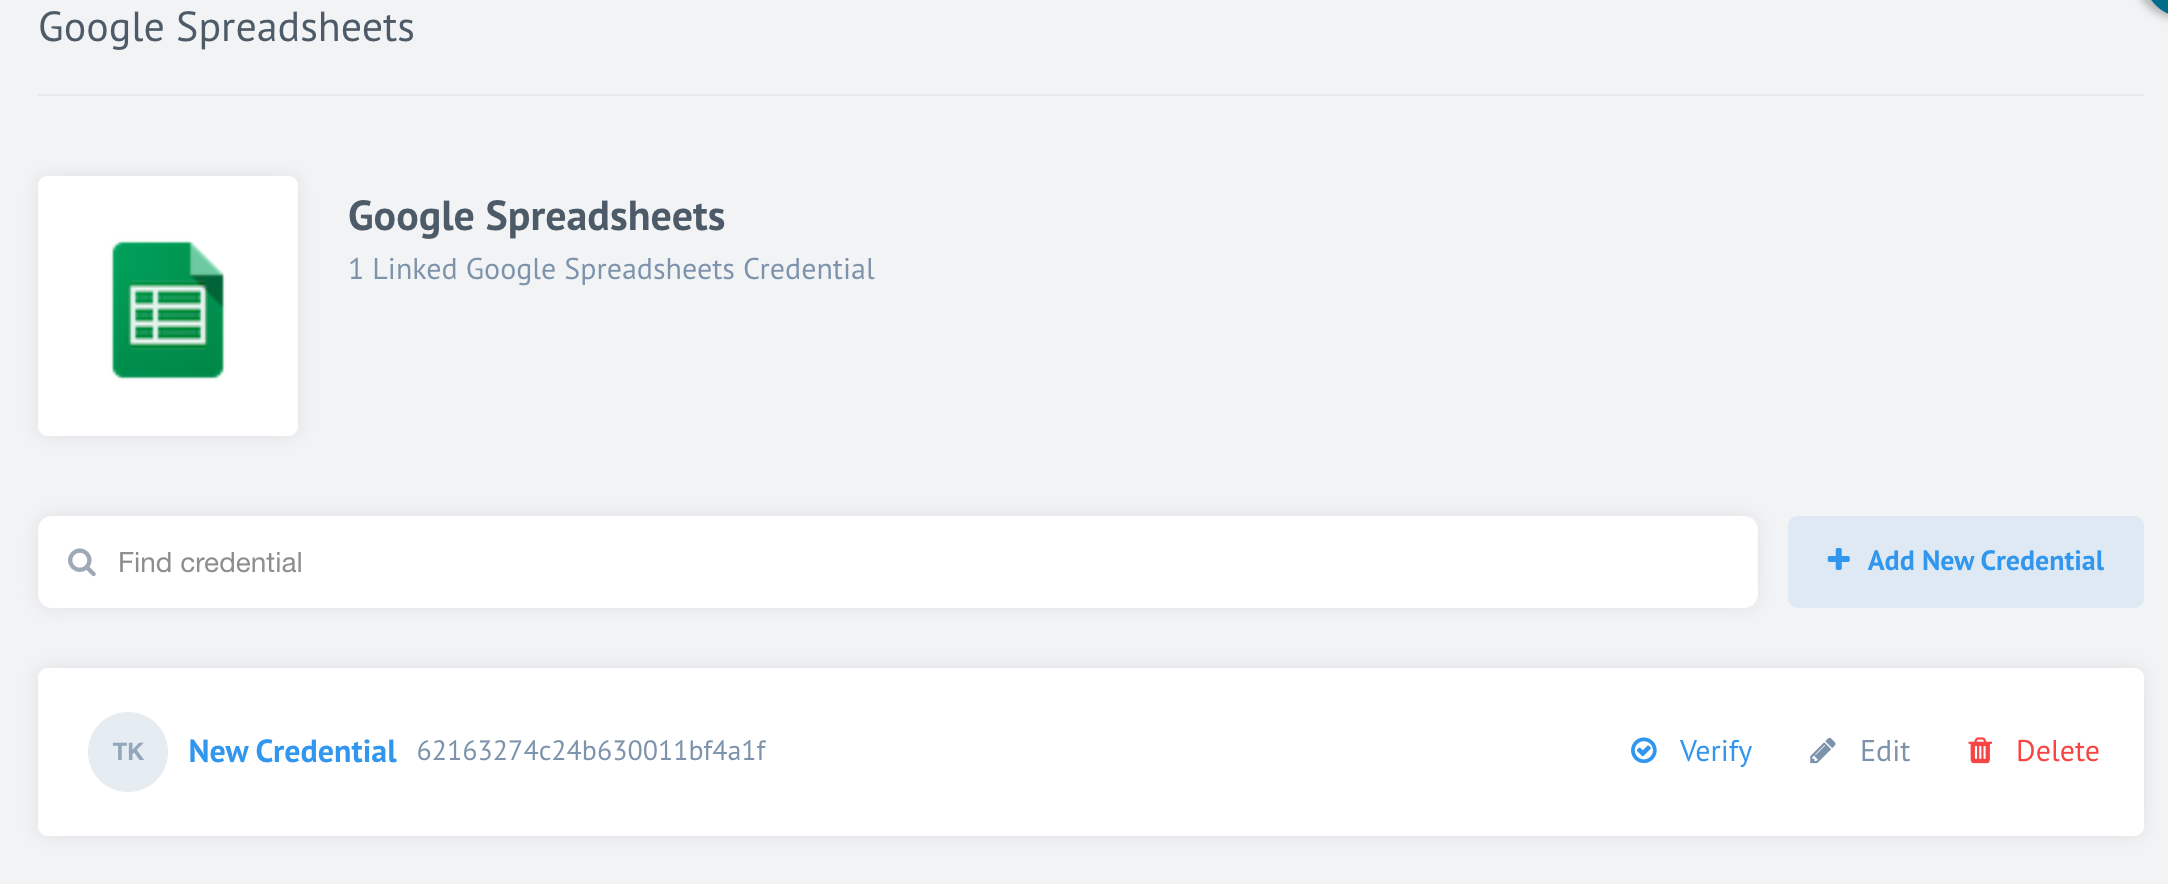 Google Spreadsheets
Google Spreadsheets
1 Linked Google Spreadsheets Credential
Find credential
Add New Credential
TK New Credential 62163274c24b630011bf4a1f Verify Edit Delete